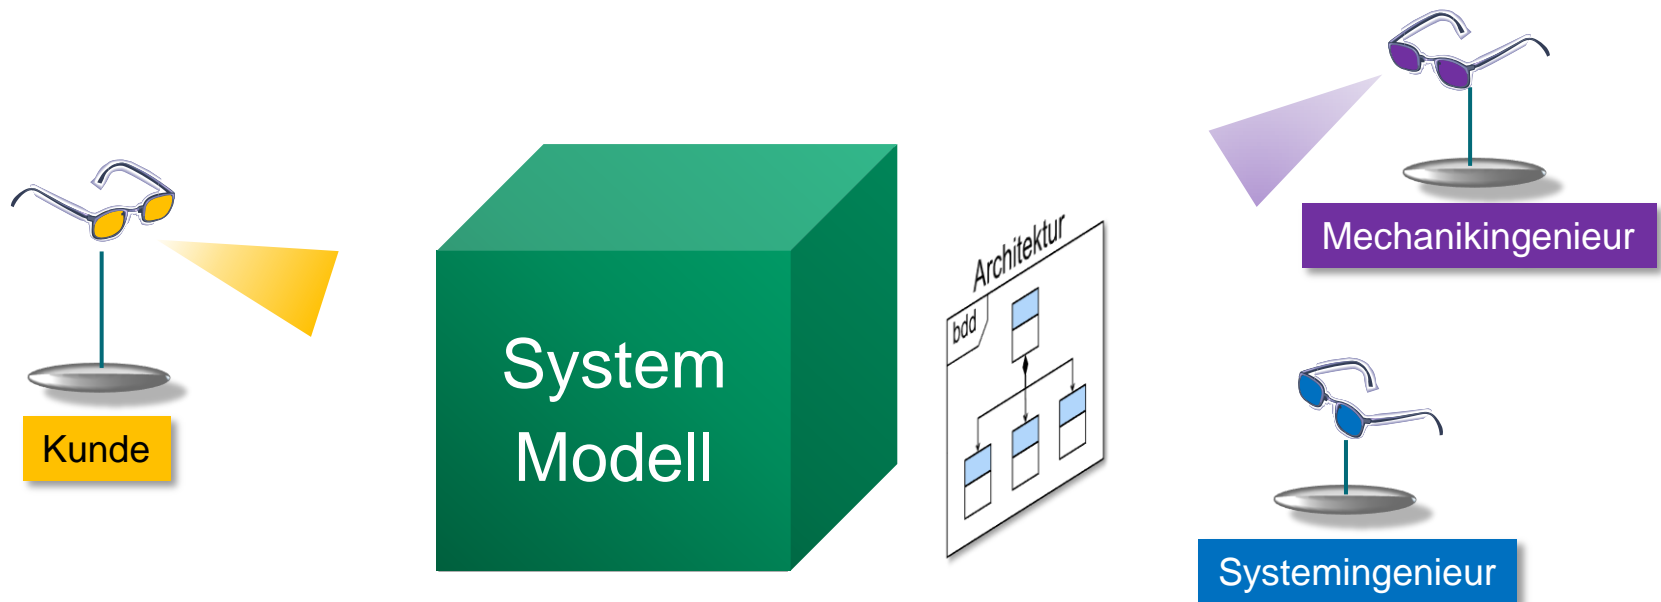 Mechanikingenieur
Architektur
bdd
System
Modell
Kunde
Systemingenieur